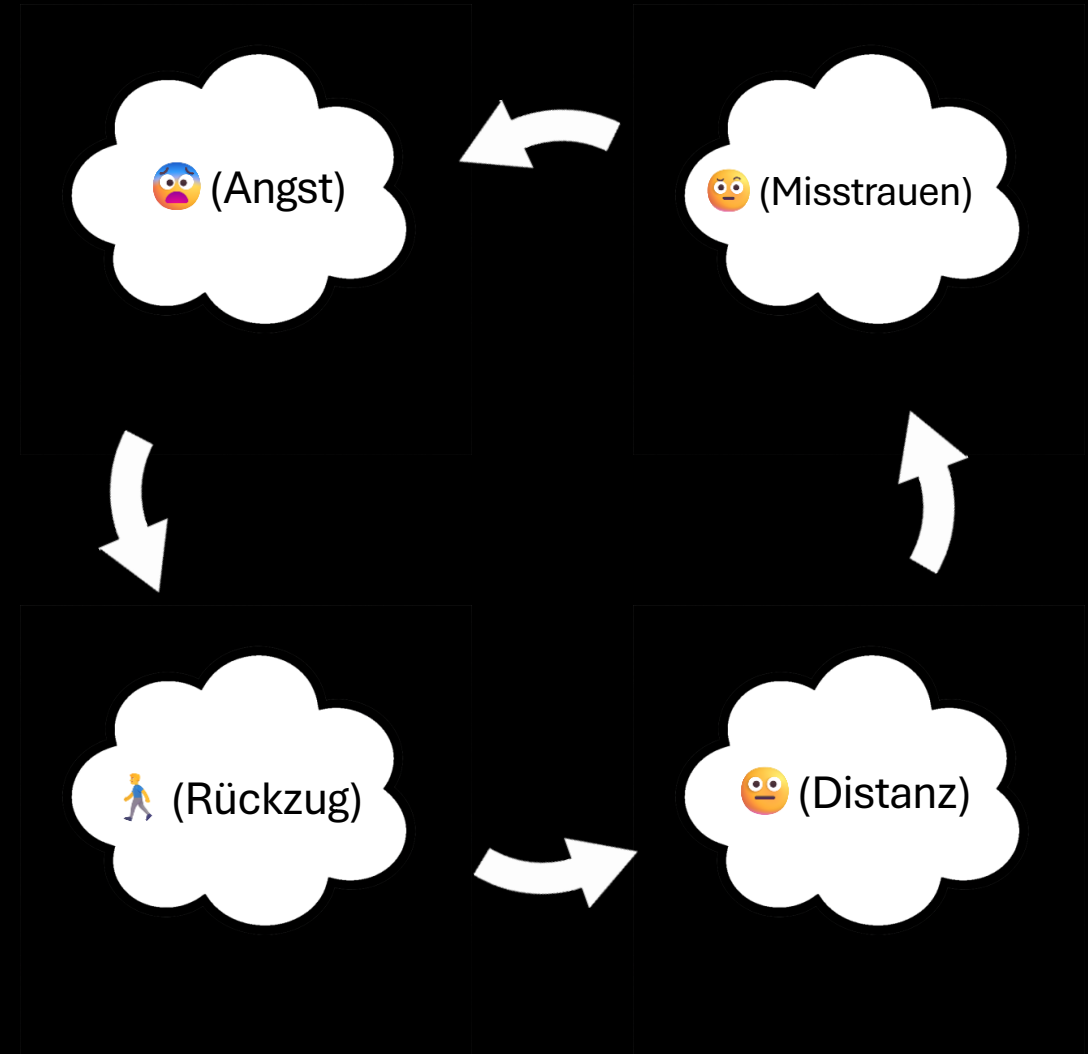 😨 (Angst)
🤨 (Misstrauen)
🚶‍♂️ (Rückzug)
😐 (Distanz)